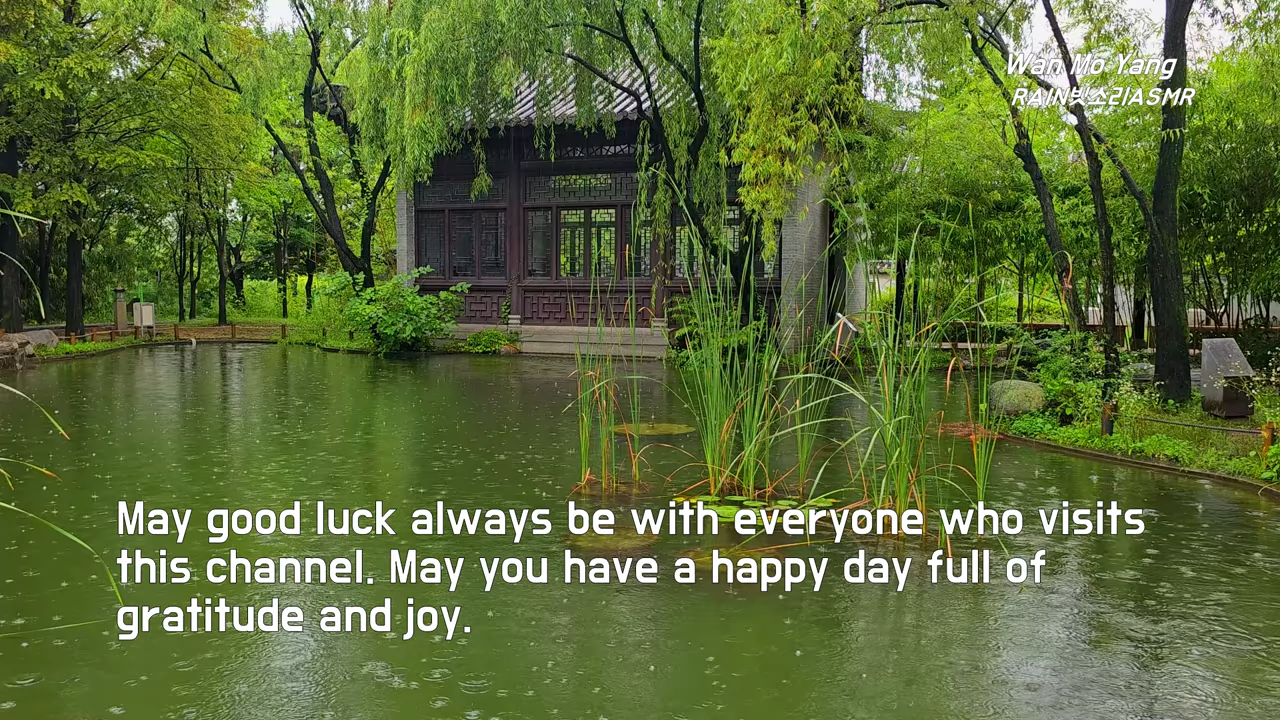 Wan Mo Yang
RAIN빗소리ASMR
May good luck always be with everyone who visits
this channel. May you have a happy day full of
gratitude and joy.